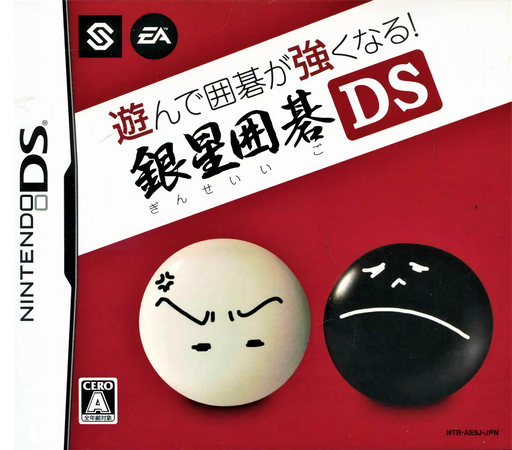 EA
遊んで囲碁が強くなる!
銀星囲碁 DS
ぎんせいいご
NINTENDO DS®
CERO
A
全年齢対象
NTR-AESJ-JPN